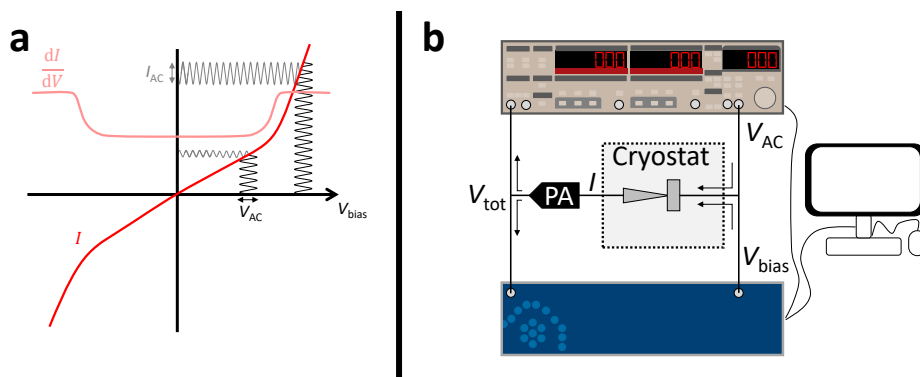 a
dI
dV
I_AC
V_AC
V_bias
I
b
000 000 000
V_AC
Cryostat
V_tot
PA
I
V_bias